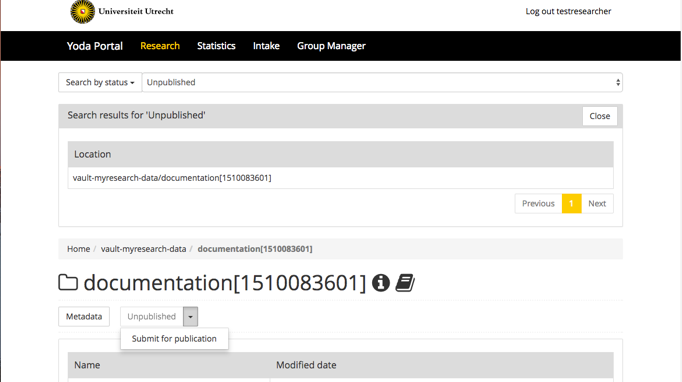 Universiteit Utrecht
Log out testresearcher
Yoda Portal Research Statistics Intake Group Manager
Search by status Unpublished
Search results for 'Unpublished' Close
Location
vault-myresearch-data/documentation[1510083601]
Previous 1 Next
Home / vault-myresearch-data / documentation[1510083601]
documentation[1510083601]
Metadata Unpublished
Submit for publication
Name Modified date